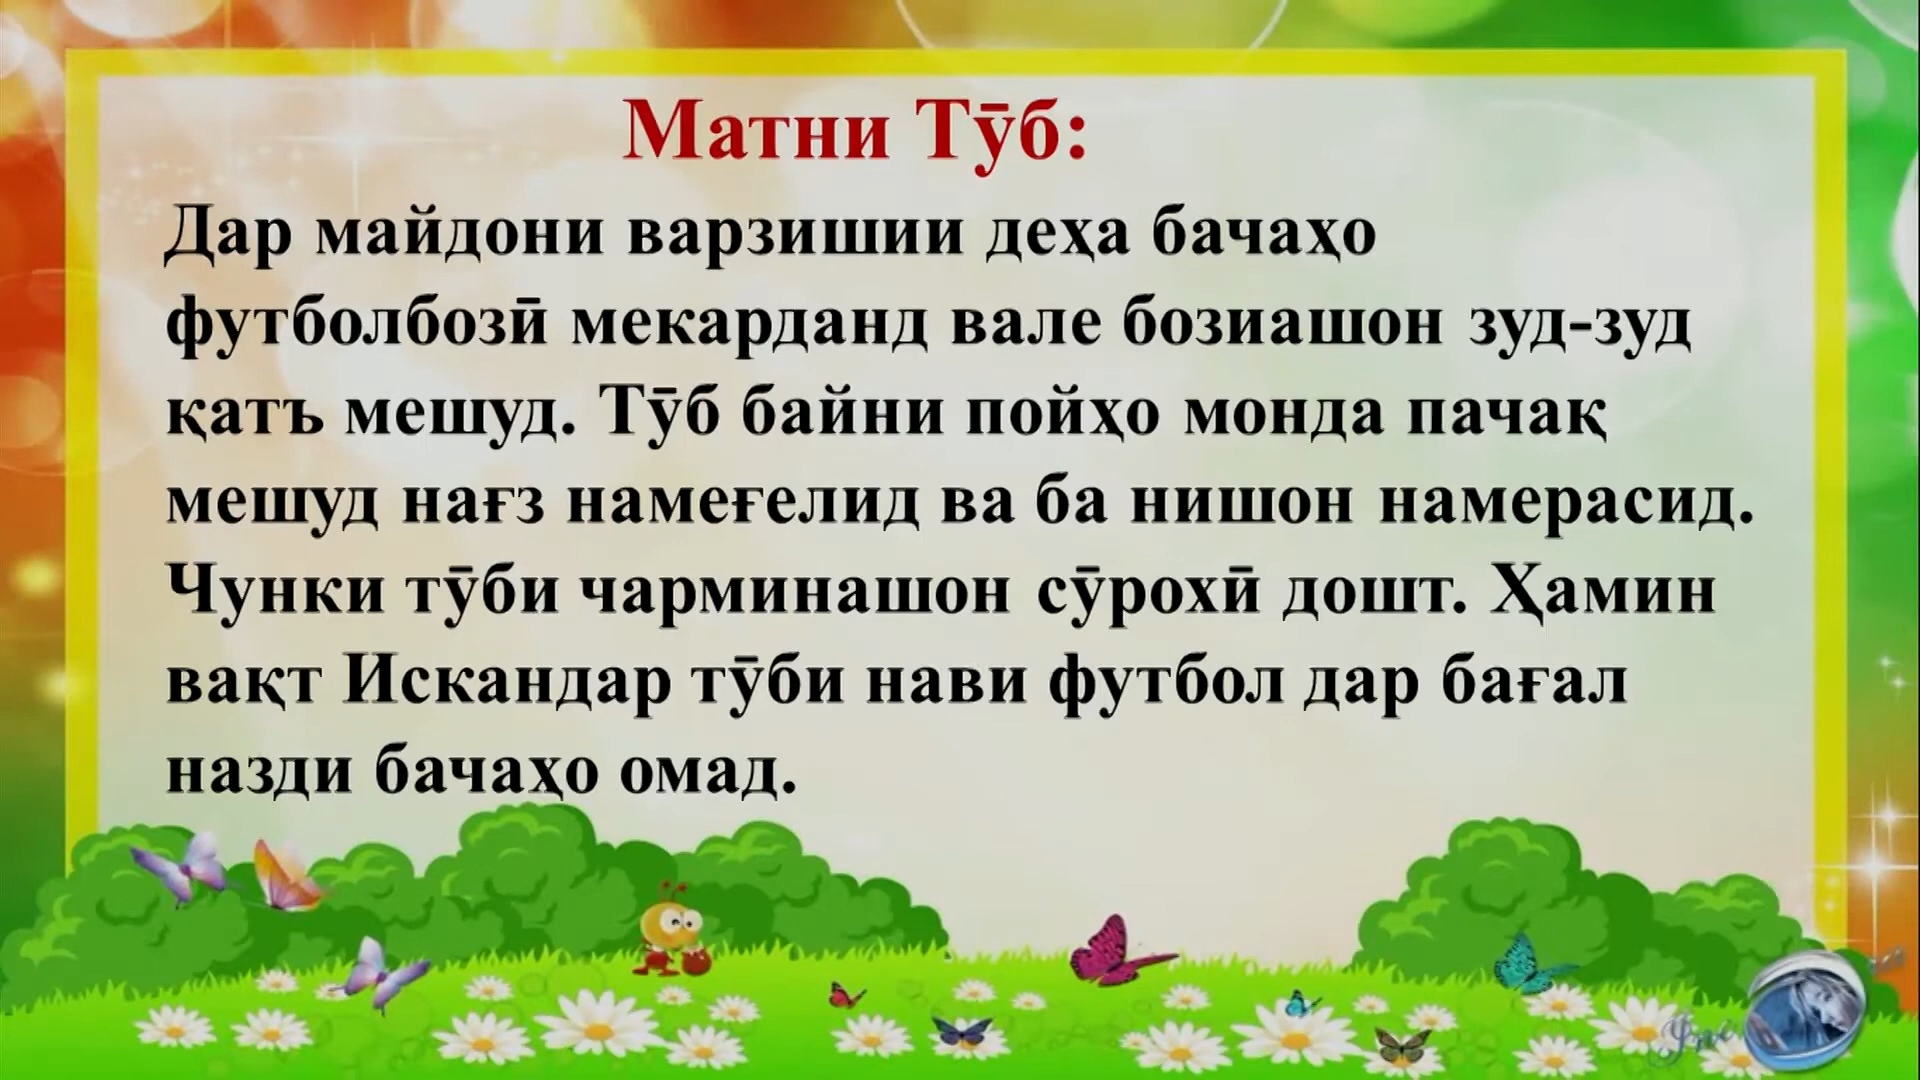 Матни Тӯб:
Дар майдони варзишии деҳа бачаҳо
футболбозӣ мекарданд вале бозиашон зуд-зуд
қатъ мешуд. Тӯб байни пойҳо монда пачақ
мешуд нағз намеғелид ва ба нишон намерасид.
Чунки тӯби чарминашон сӯрохӣ дошт. Ҳамин
вақт Искандар тӯби нави футбол дар бағал
назди бачаҳо омад.